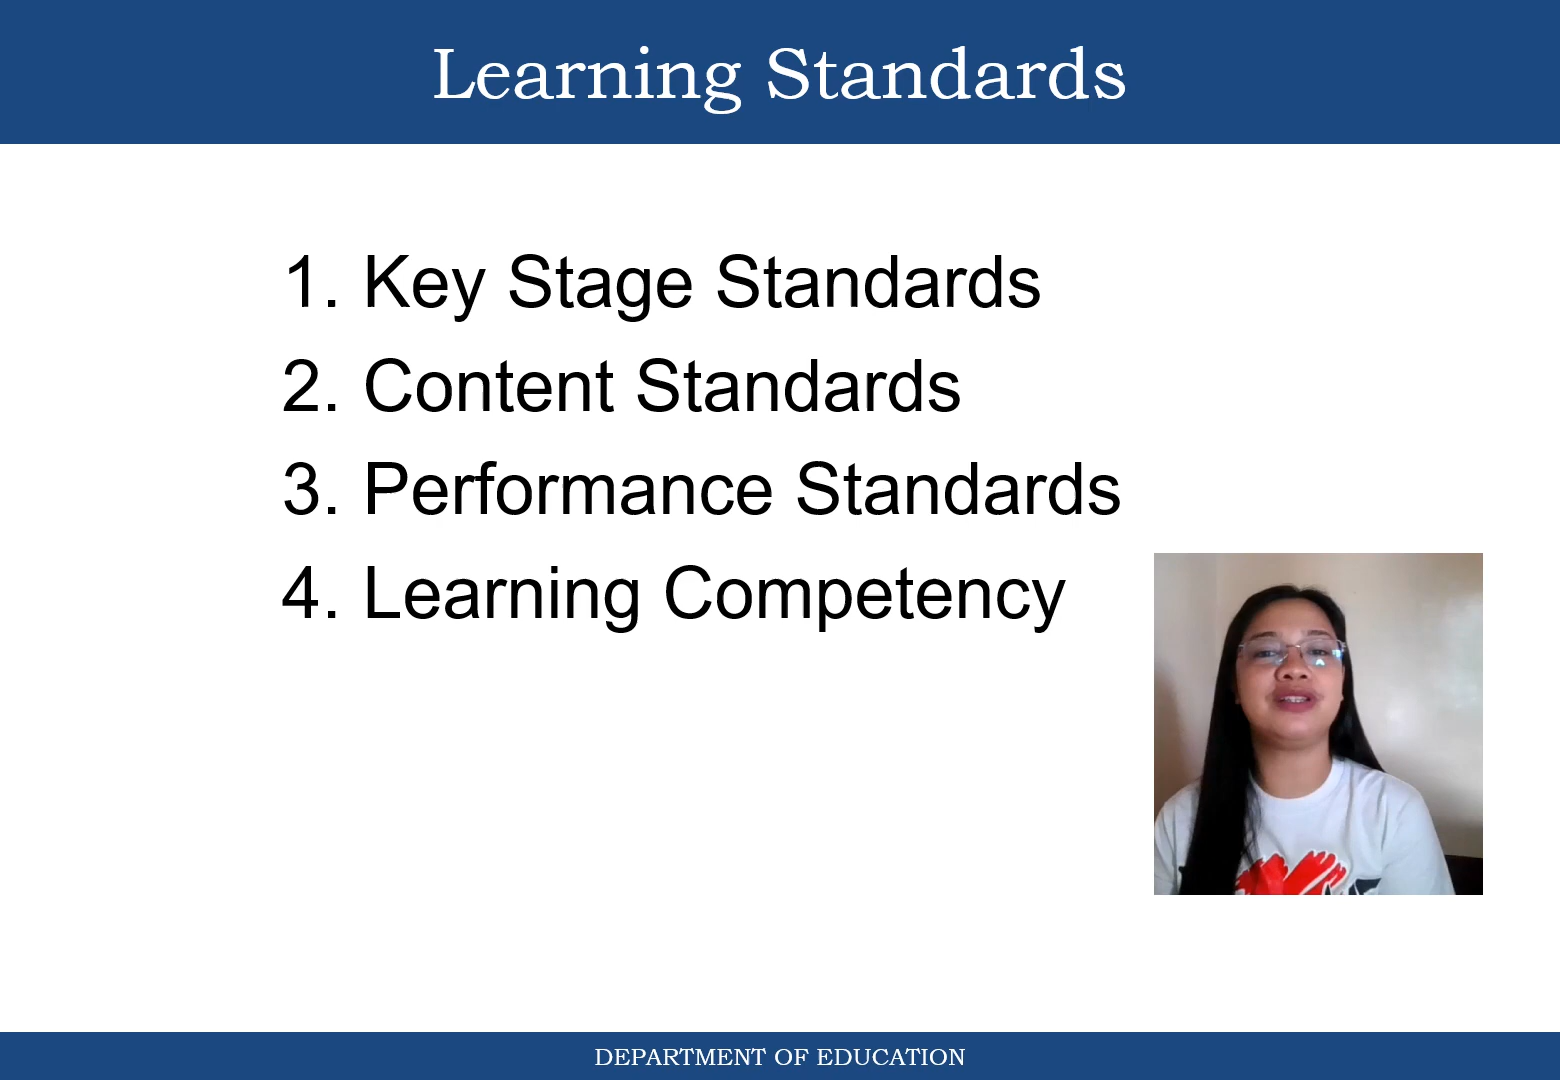 Learning Standards
1. Key Stage Standards
2. Content Standards
3. Performance Standards
4. Learning Competency
DEPARTMENT OF EDUCATION